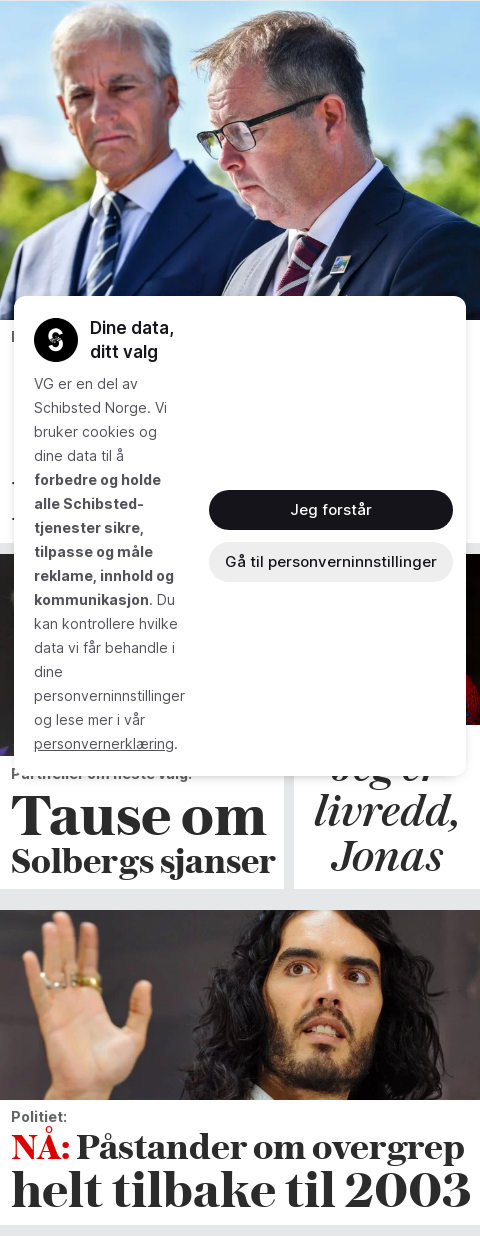 Dine data,
ditt valg
VG er en del av
Schibsted Norge. Vi
bruker cookies og
dine data til å
forbedre og holde
alle Schibsted-
tjenester sikre,
tilpasse og måle
reklame, innhold og
kommunikasjon. Du
kan kontrollere hvilke
data vi får behandle i
dine
personverninnstillinger
og lese mer i vår
personvernerklæring.
Jeg forstår
Gå til personverninnstillinger
Partfeller om neste valg:
Tause om
Solbergs sjanser
Jeg er
livredd,
Jonas
Politiet:
NÅ: Påstander om overgrep
helt tilbake til 2003